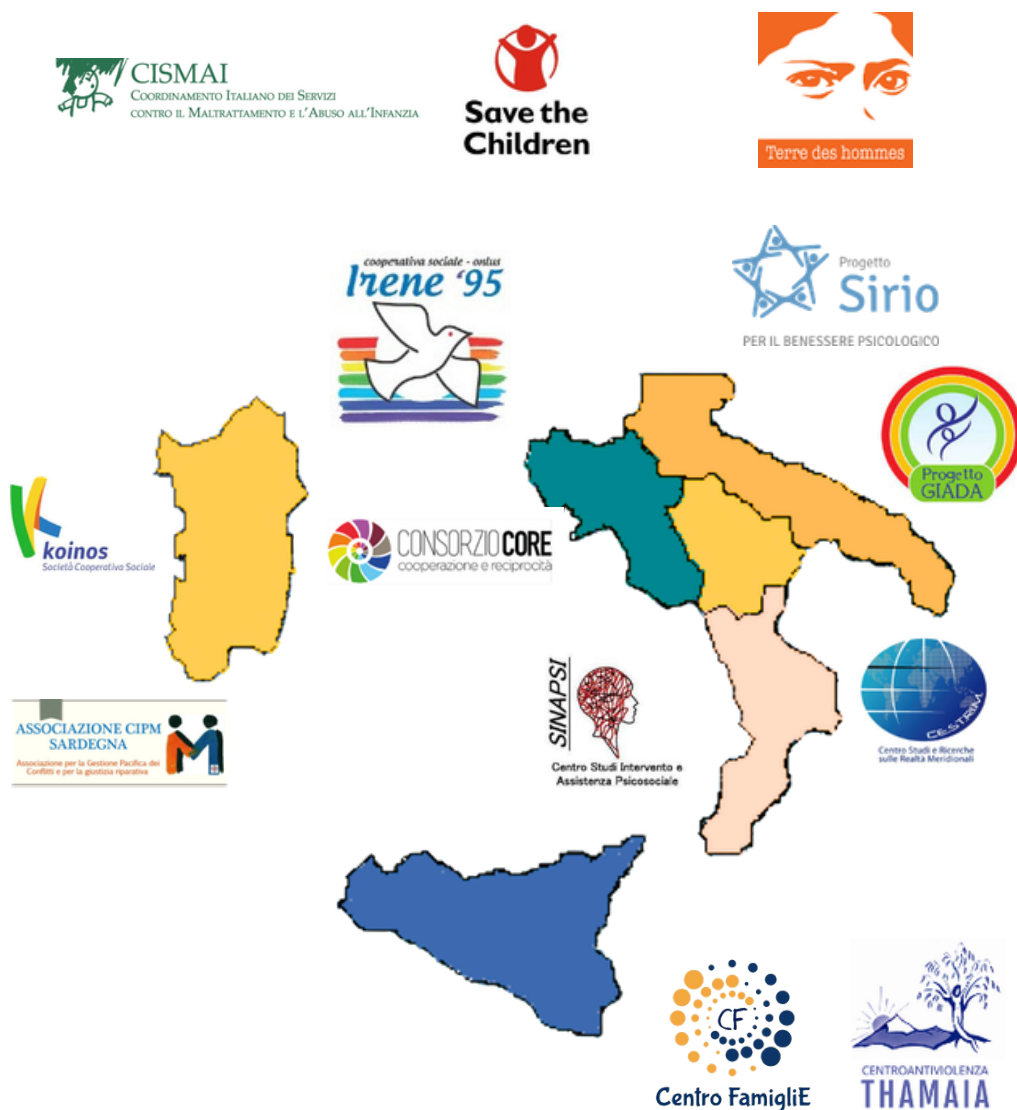 CISMAI
COORDINAMENTO ITALIANO DEI SERVIZI
CONTRO IL MALTRATTAMENTO E L'ABUSO ALL'INFANZIA
Save the
Children
Terre des hommes
cooperativa sociale - onlus
Irene '95
Progetto
Sirio
PER IL BENESSERE PSICOLOGICO
Progetto
GIADA
koinos
Società Cooperativa Sociale
CONSORZIO CORE
cooperazione e reciprocità
SINAPSI
Centro Studi Intervento e
Assistenza Psicosociale
CESTRIM
Centro Studi e Ricerche
sulle Realtà Meridionali
ASSOCIAZIONE CIPM
SARDEGNA
Associazione per la Gestione Pacifica dei
Conflitti e per la giustizia riparativa
CF
Centro FamigliE
CENTROANTIVIOLENZA
THAMAIA